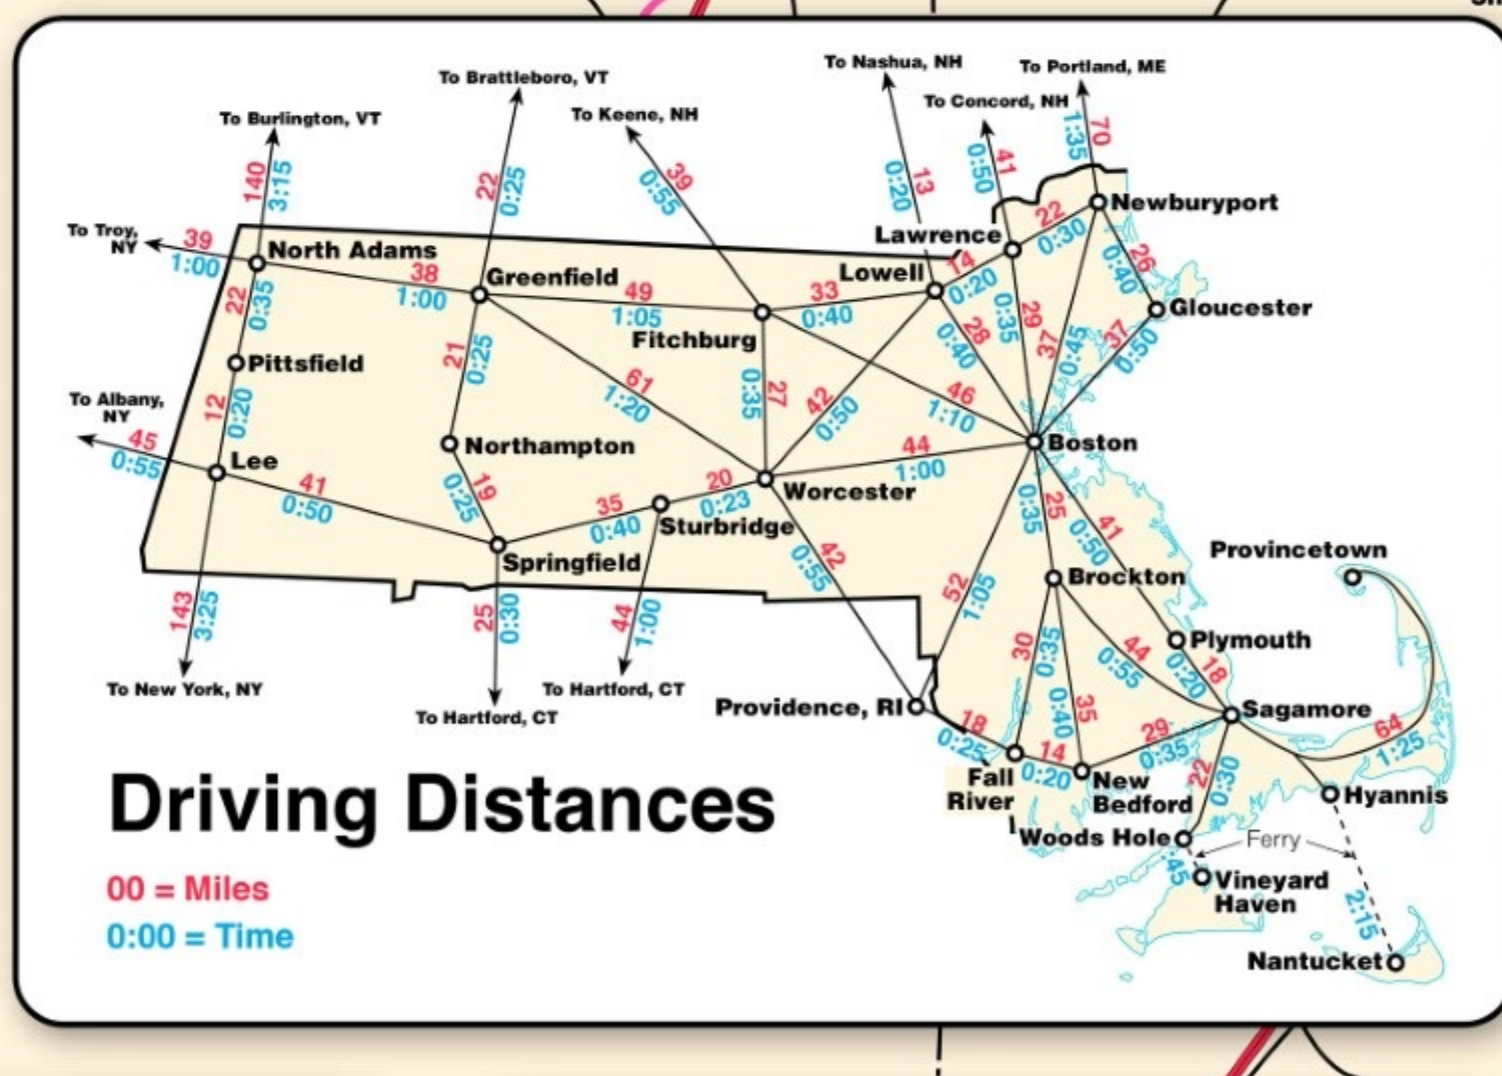 To Nashua, NH
To Portland, ME
To Brattleboro, VT
To Concord, NH
To Burlington, VT
To Keene, NH
140
3:15
22
0:25
39
0:55
13
0:20
41
0:50
70
1:35
To Troy,
NY
39
1:00
North Adams
Newburyport
Lawrence
22
0:30
38
1:00
Greenfield
Lowell
14
0:20
26
0:40
22
0:35
49
1:05
33
0:40
Gloucester
Fitchburg
28
0:40
29
0:35
37
0:45
37
0:50
Pittsfield
21
0:25
61
1:20
27
0:35
42
0:50
46
1:10
To Albany,
NY
12
0:20
45
0:55
Lee
Northampton
44
1:00
Boston
41
0:50
19
0:25
35
0:40
20
0:23
Worcester
Sturbridge
Springfield
42
0:55
25
0:35
41
0:50
Provincetown
Brockton
143
3:25
25
0:30
44
1:00
52
1:05
30
0:35
44
0:55
Plymouth
18
0:20
To New York, NY
To Hartford, CT
To Hartford, CT
Providence, RI
35
0:40
Sagamore
18
0:25
14
0:20
29
0:35
64
1:25
Fall
River
New
Bedford
22
0:30
Hyannis
Driving Distances
Woods Hole
Ferry
:45
Vineyard
Haven
2:15
Nantucket
00 = Miles
0:00 = Time